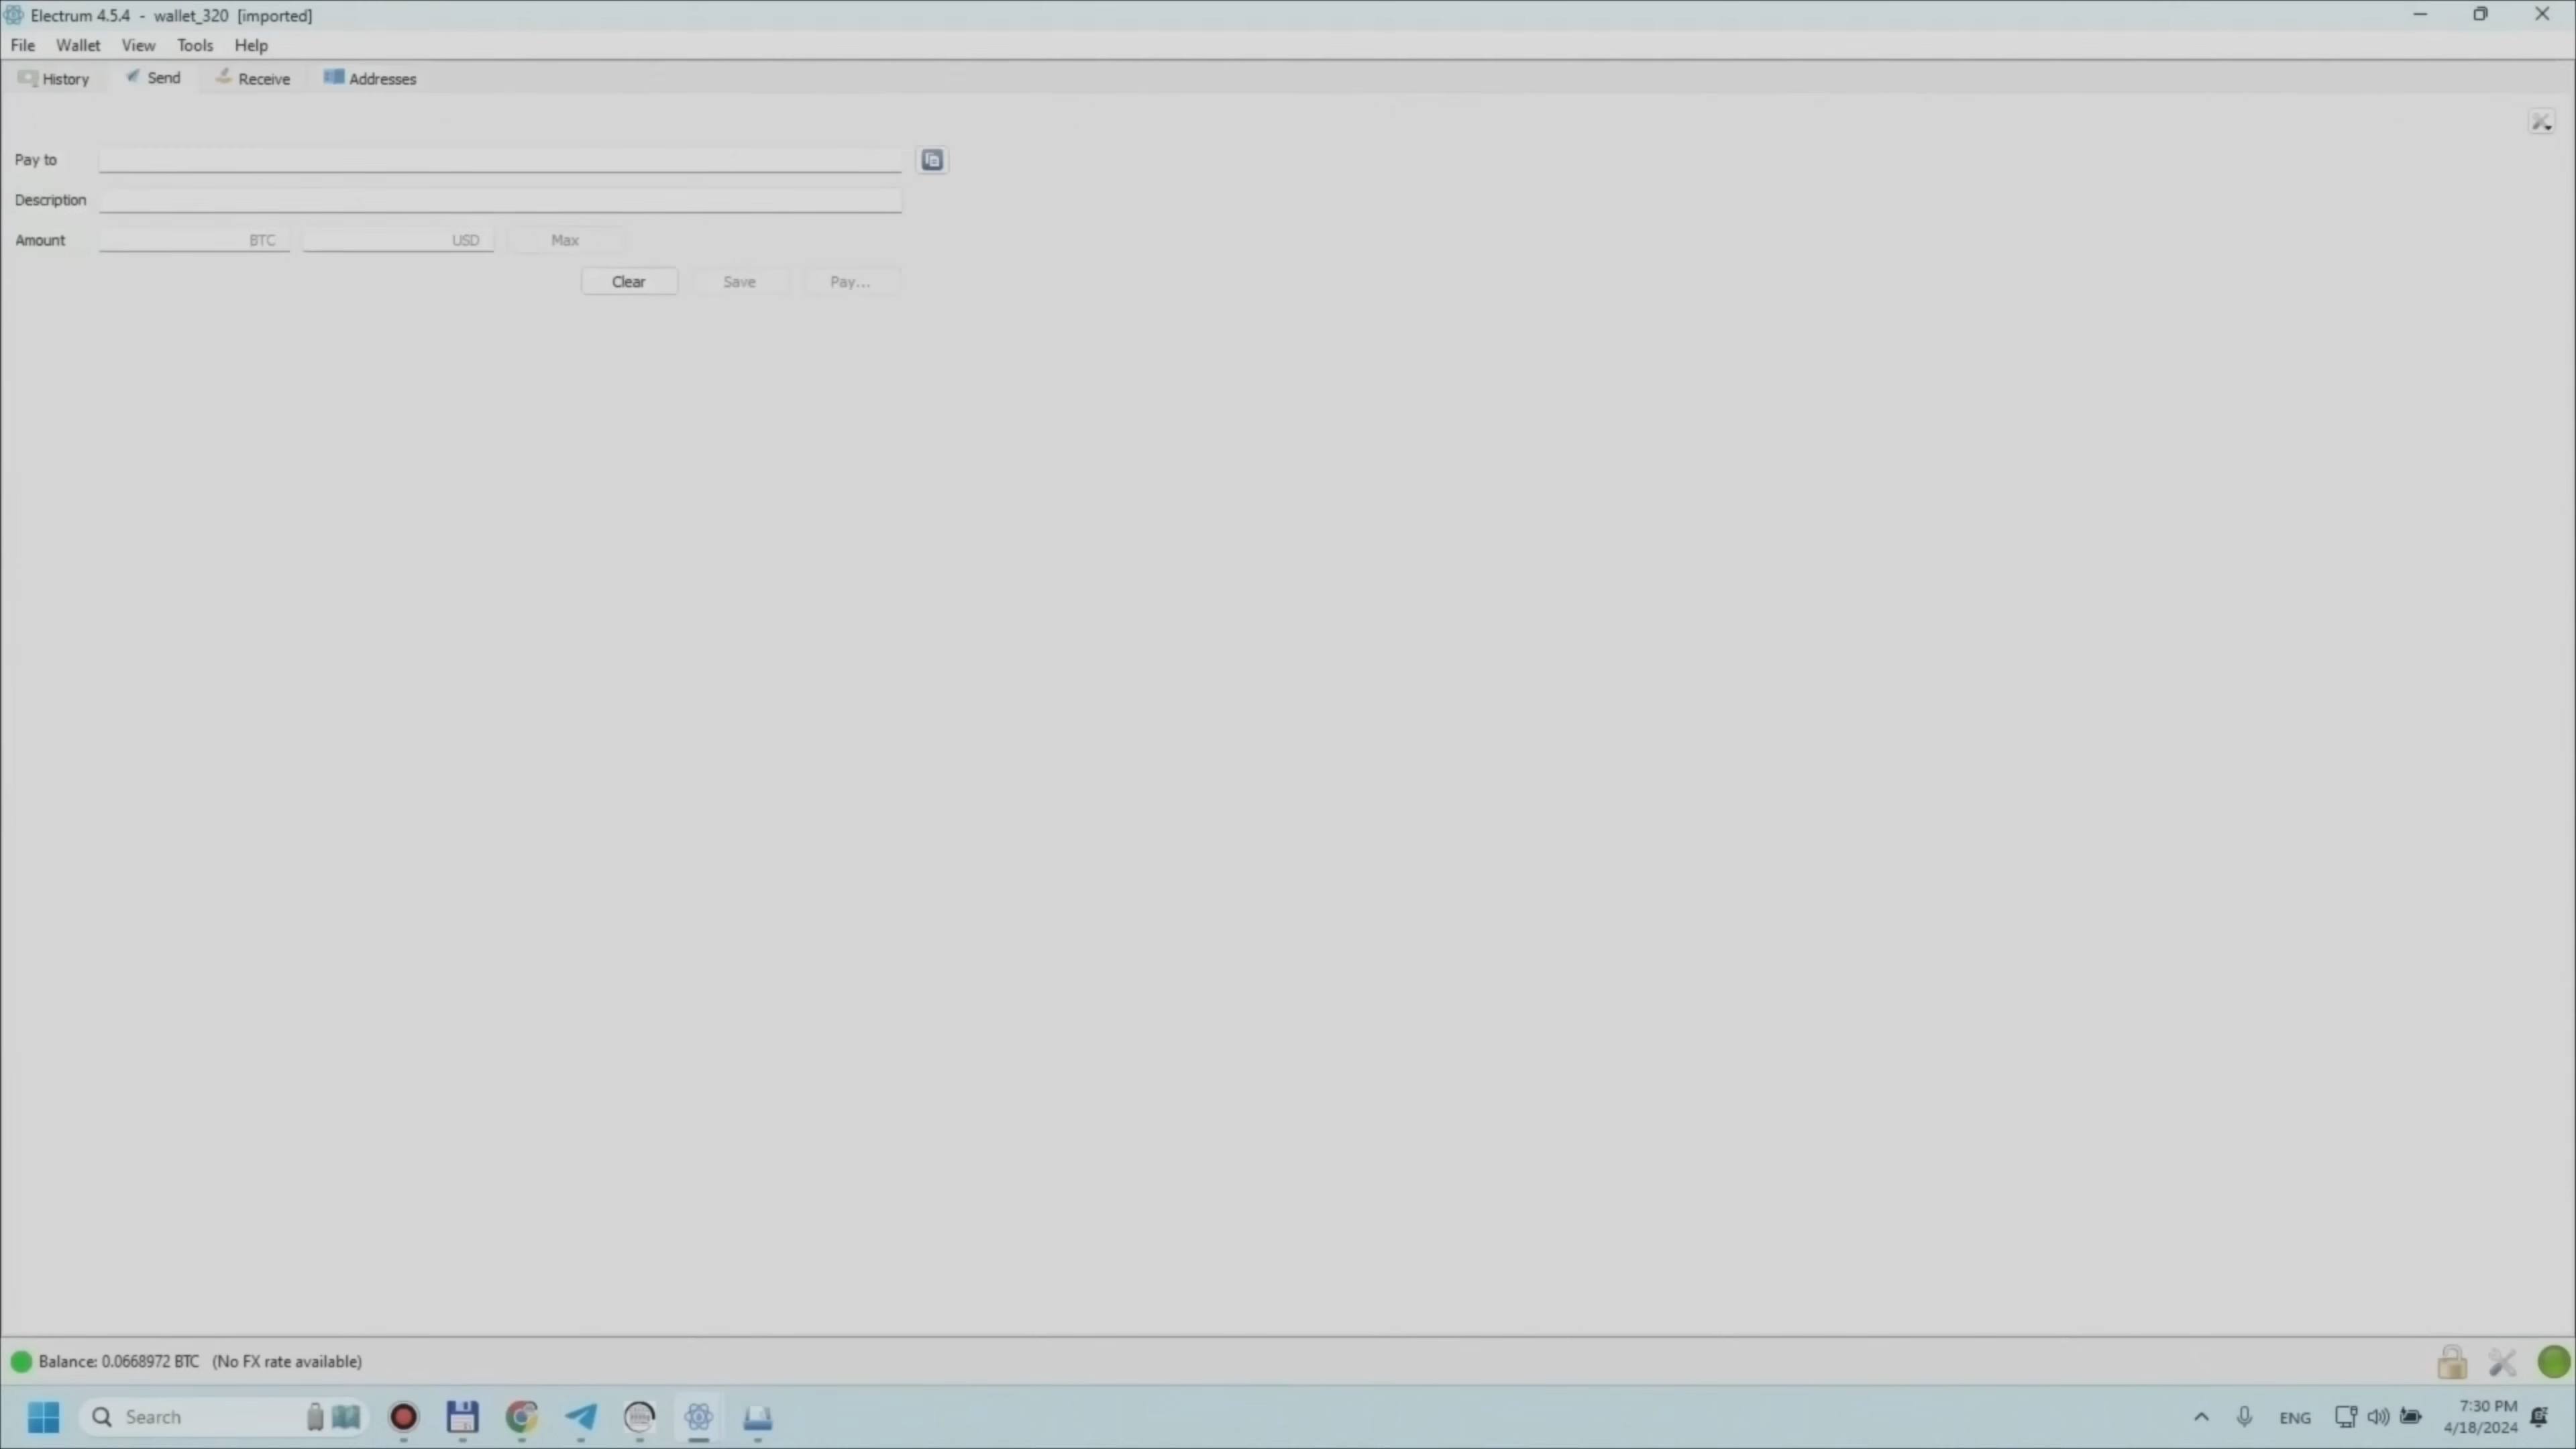 Electrum 4.5.4 - wallet_320 [imported]
File Wallet View Tools Help
History Send Receive Addresses
Pay to
Description
Amount BTC USD Max
Clear Save Pay...
Balance: 0.0668972 BTC (No FX rate available)
Search
ENG
7:30 PM
4/18/2024